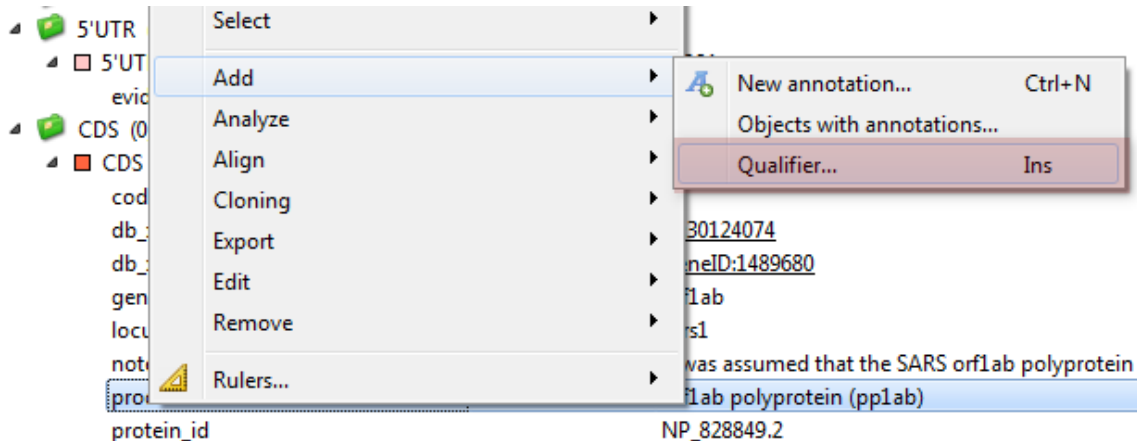 5'UTR
Select
5'UT
Add
New annotation... Ctrl+N
evid
CDS (0
Analyze
Objects with annotations...
CDS
Align
Qualifier... Ins
cod
Cloning
db_
Export
30124074
db_
neID:1489680
gen
Edit
f1ab
locu
Remove
rs1
note
was assumed that the SARS orf1ab polyprotein
Rulers...
prod
f1ab polyprotein (pp1ab)
protein_id NP_828849.2